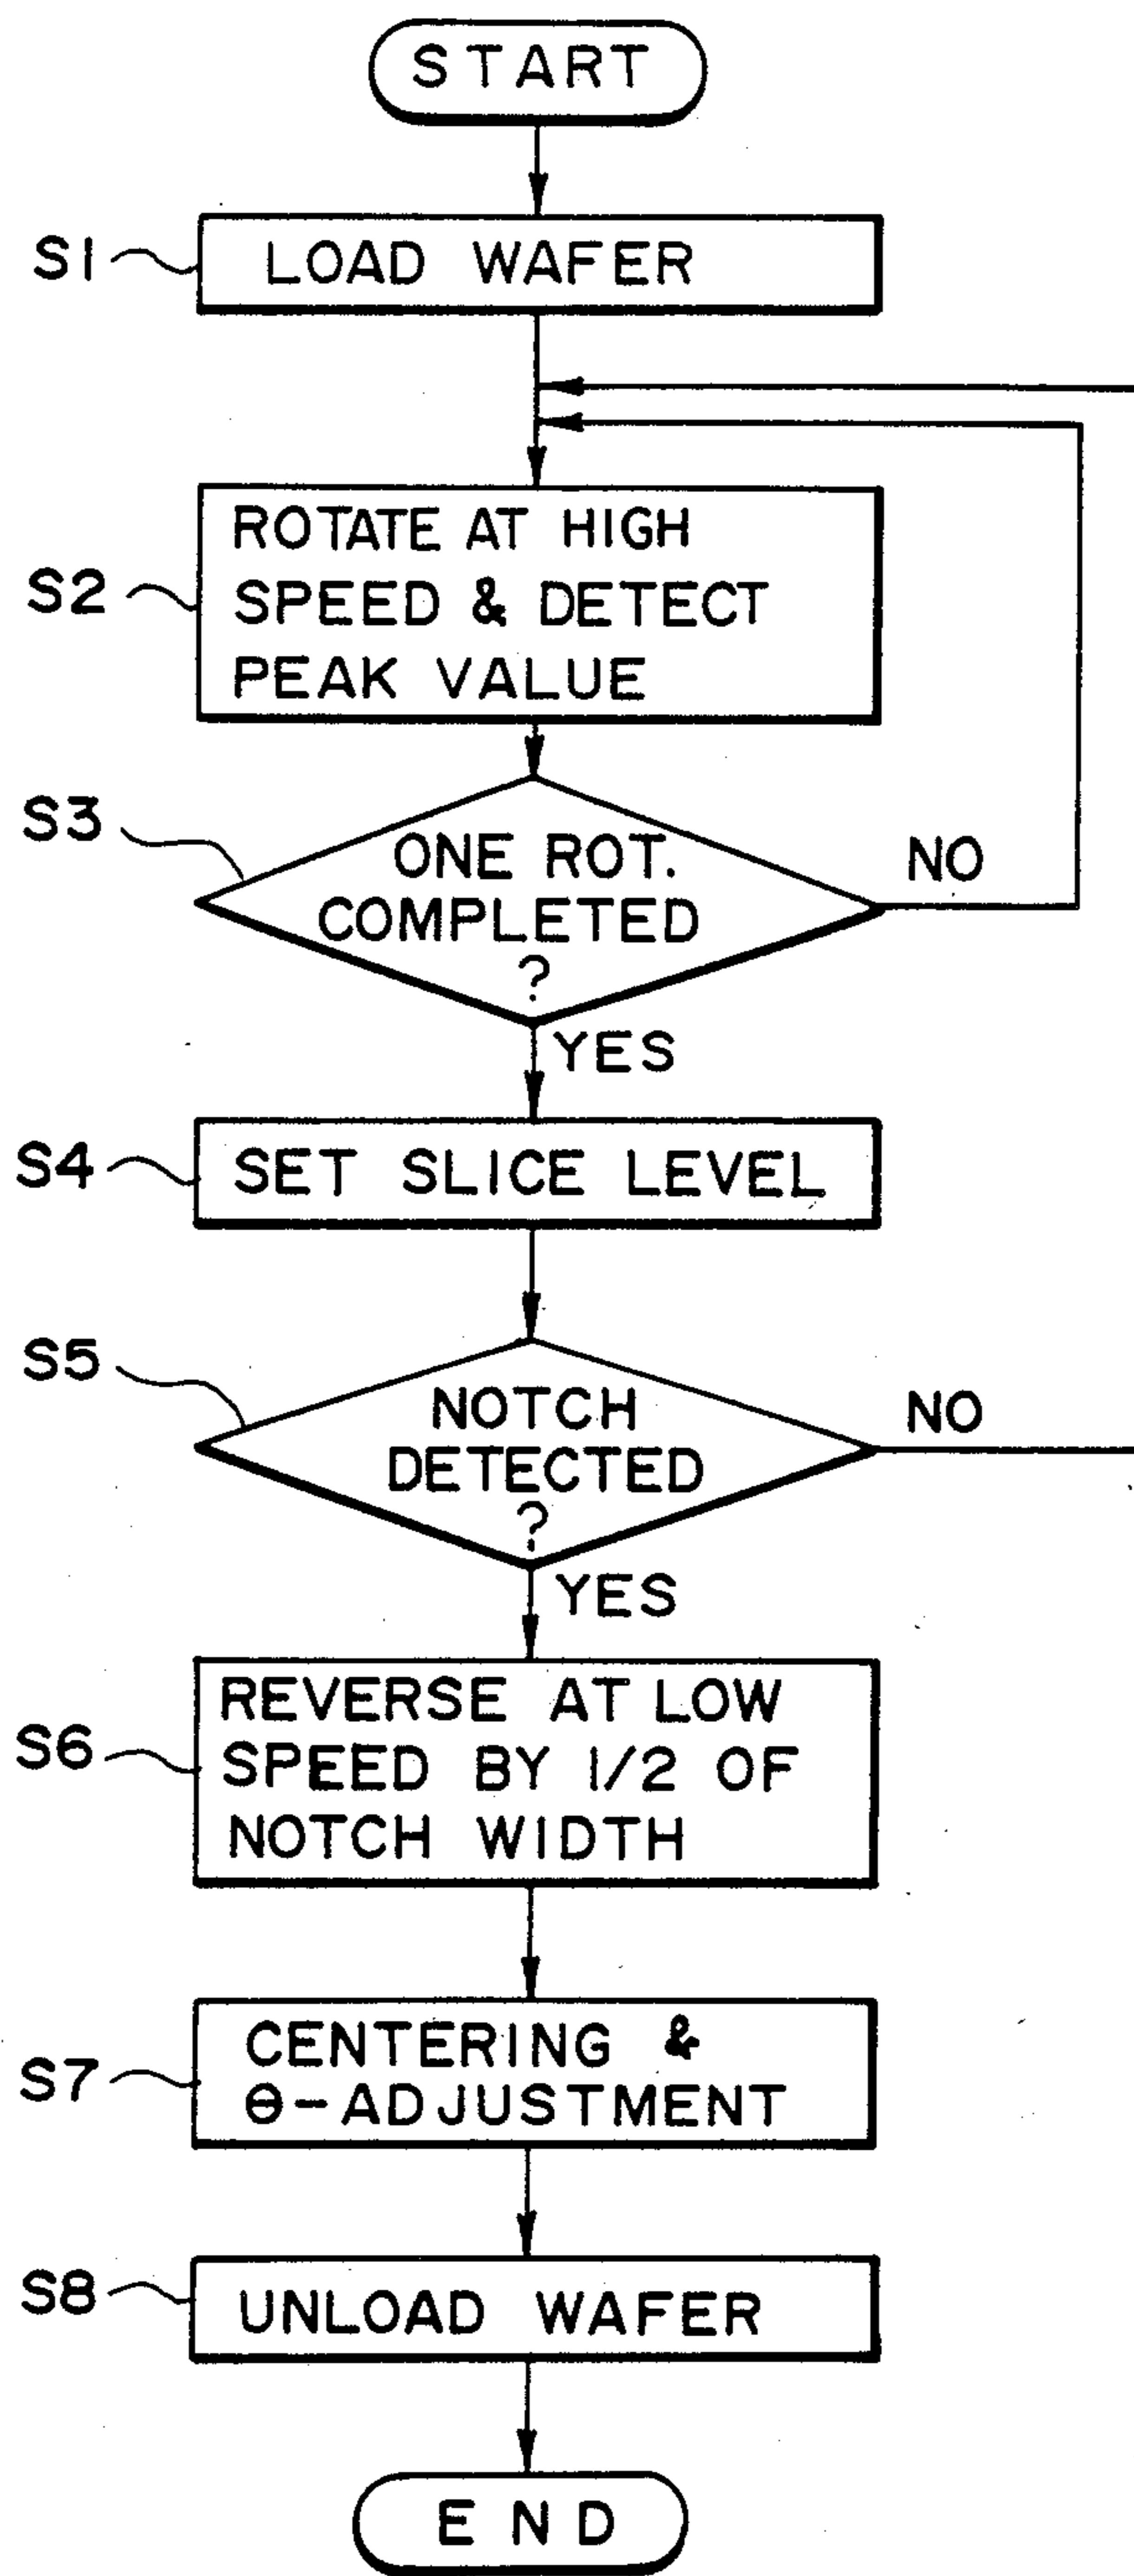 START
S1
LOAD WAFER
S2
ROTATE AT HIGH
SPEED & DETECT
PEAK VALUE
S3
ONE ROT.
COMPLETED
?
NO
YES
S4
SET SLICE LEVEL
S5
NOTCH
DETECTED
?
NO
YES
S6
REVERSE AT LOW
SPEED BY 1/2 OF
NOTCH WIDTH
S7
CENTERING &
θ-ADJUSTMENT
S8
UNLOAD WAFER
END